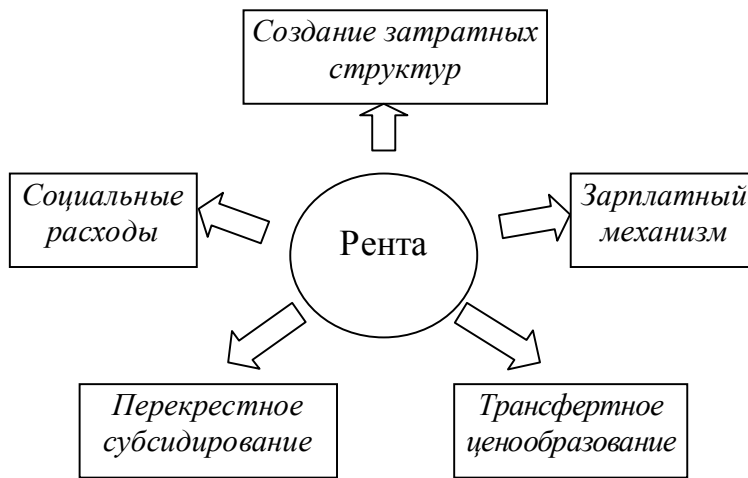 Создание затратных
структур
Социальные
расходы
Рента
Зарплатный
механизм
Перекрестное
субсидирование
Трансфертное
ценообразование